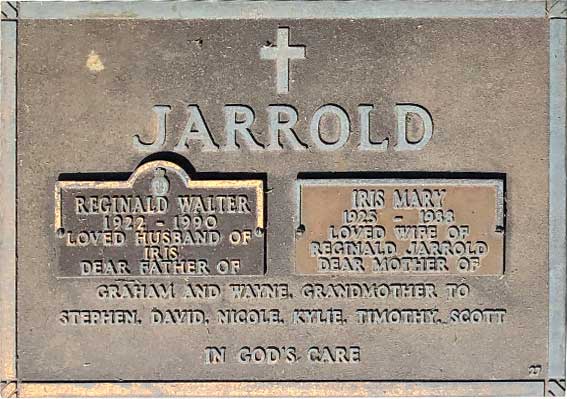 JARROLD
REGINALD WALTER
1922 - 1990
LOVED HUSBAND OF
IRIS
DEAR FATHER OF
IRIS MARY
1925 - 1988
LOVED WIFE OF
REGINALD JARROLD
DEAR MOTHER OF
GRAHAM AND WAYNE, GRANDMOTHER TO
STEPHEN, DAVID, NICOLE, KYLIE, TIMOTHY, SCOTT
IN GOD'S CARE
27